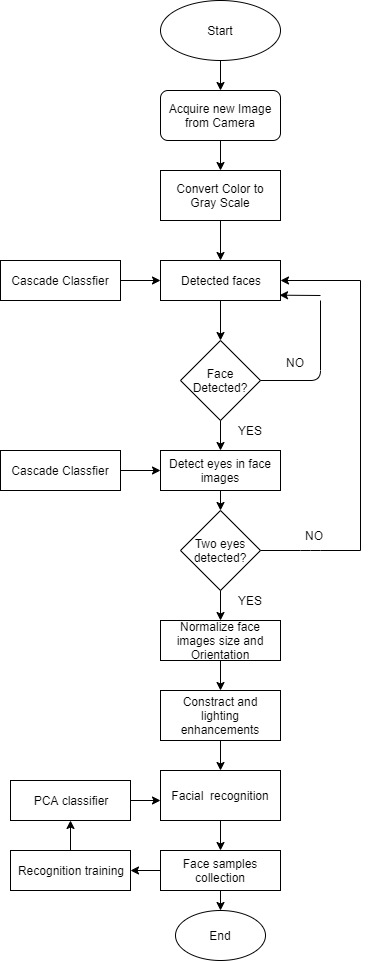 Start
Acquire new Image
from Camera
Convert Color to
Gray Scale
Cascade Classfier
Detected faces
Face
Detected?
NO
YES
Cascade Classfier
Detect eyes in face
images
Two eyes
detected?
NO
YES
Normalize face
images size and
Orientation
Constract and
lighting
enhancements
PCA classifier
Facial recognition
Recognition training
Face samples
collection
End